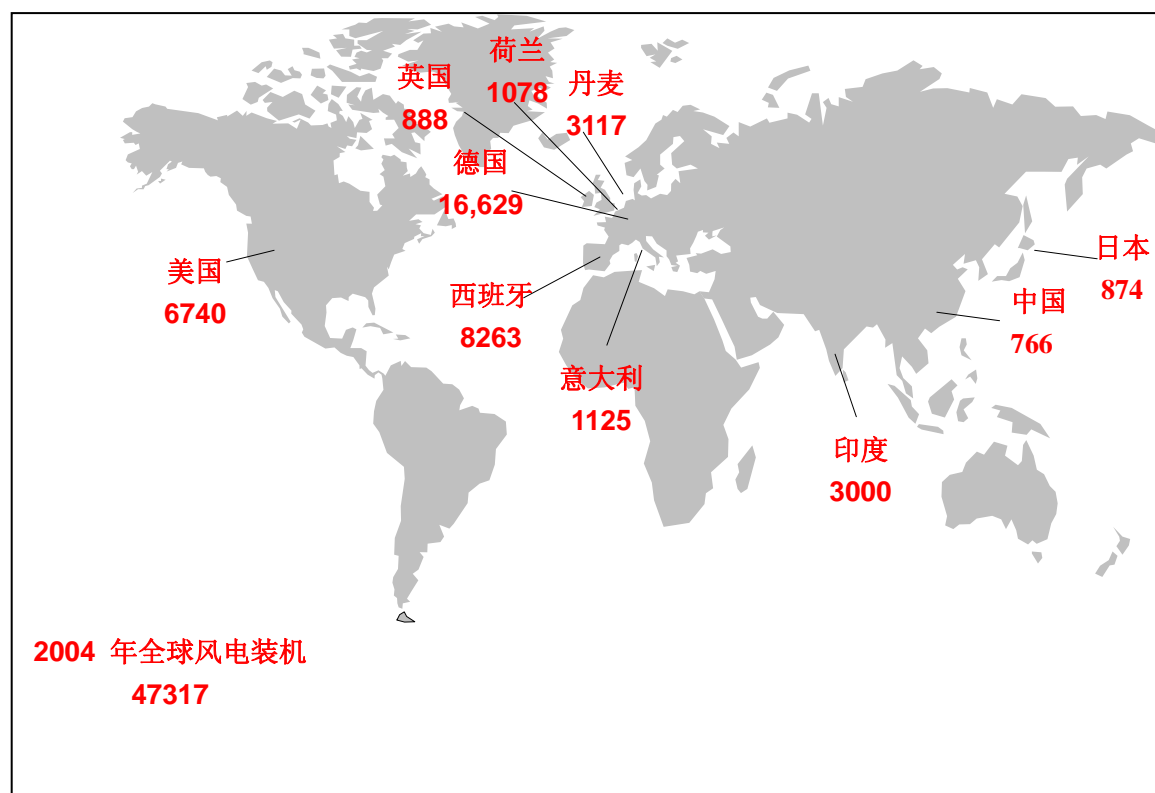 荷兰
1078
英国
888
丹麦
3117
德国
16,629
美国
6740
西班牙
8263
日本
874
中国
766
意大利
1125
印度
3000
2004 年全球风电装机
47317